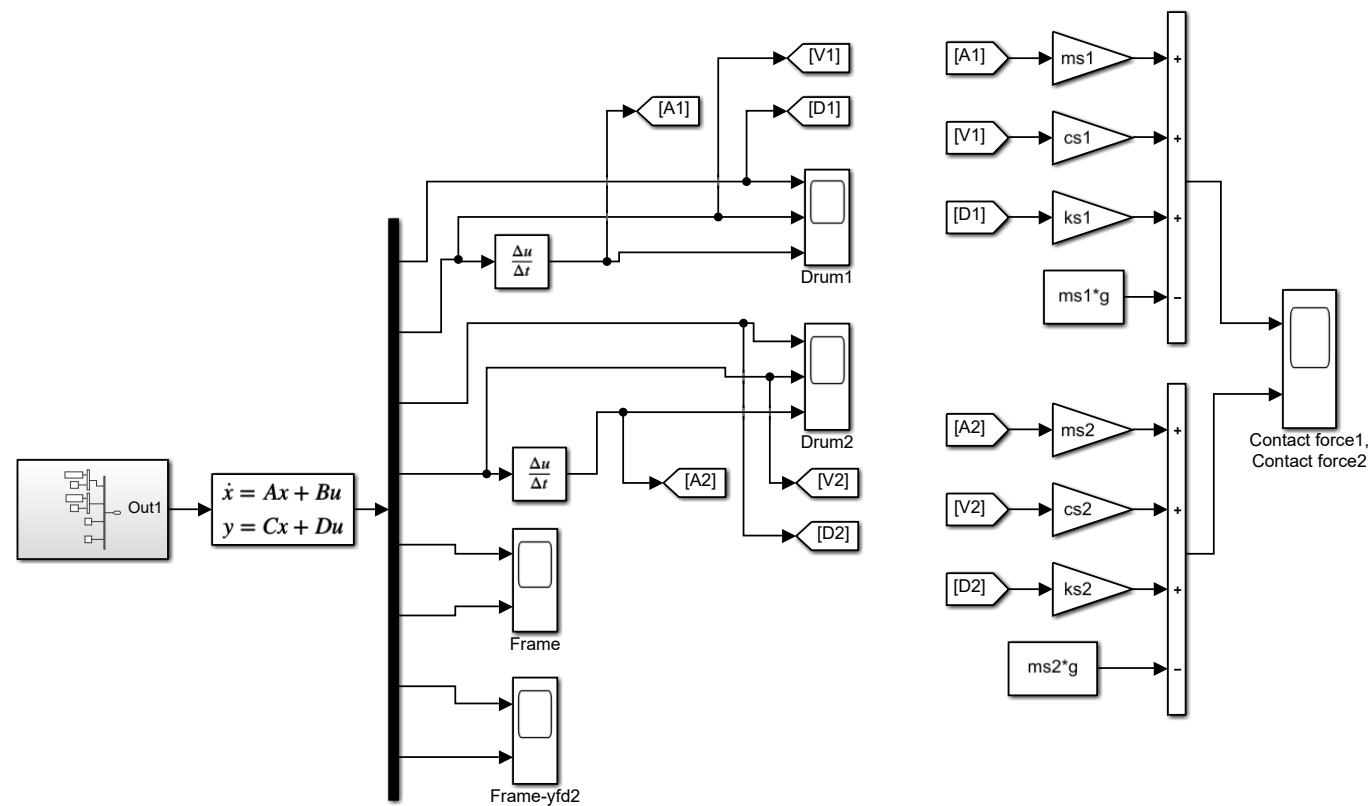 [V1]
[A1]
[D1]
Δu
Δt
Drum1
Drum2
Δu
Δt
[A2]
[V2]
[D2]
Out1
ẋ = Ax + Bu
y = Cx + Du
Frame
Frame-yfd2
[A1]
ms1
+
[V1]
cs1
+
[D1]
ks1
+
ms1*g
−
[A2]
ms2
+
[V2]
cs2
+
[D2]
ks2
+
ms2*g
−
Contact force1,
Contact force2